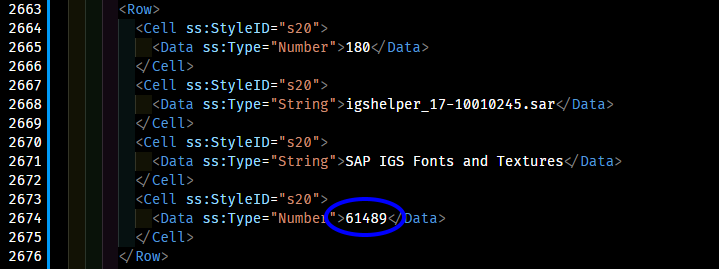 2663 <Row>
2664 <Cell ss:StyleID="s20">
2665 <Data ss:Type="Number">180</Data>
2666 </Cell>
2667 <Cell ss:StyleID="s20">
2668 <Data ss:Type="String">igshelper_17-10010245.sar</Data>
2669 </Cell>
2670 <Cell ss:StyleID="s20">
2671 <Data ss:Type="String">SAP IGS Fonts and Textures</Data>
2672 </Cell>
2673 <Cell ss:StyleID="s20">
2674 <Data ss:Type="Number">61489</Data>
2675 </Cell>
2676 </Row>